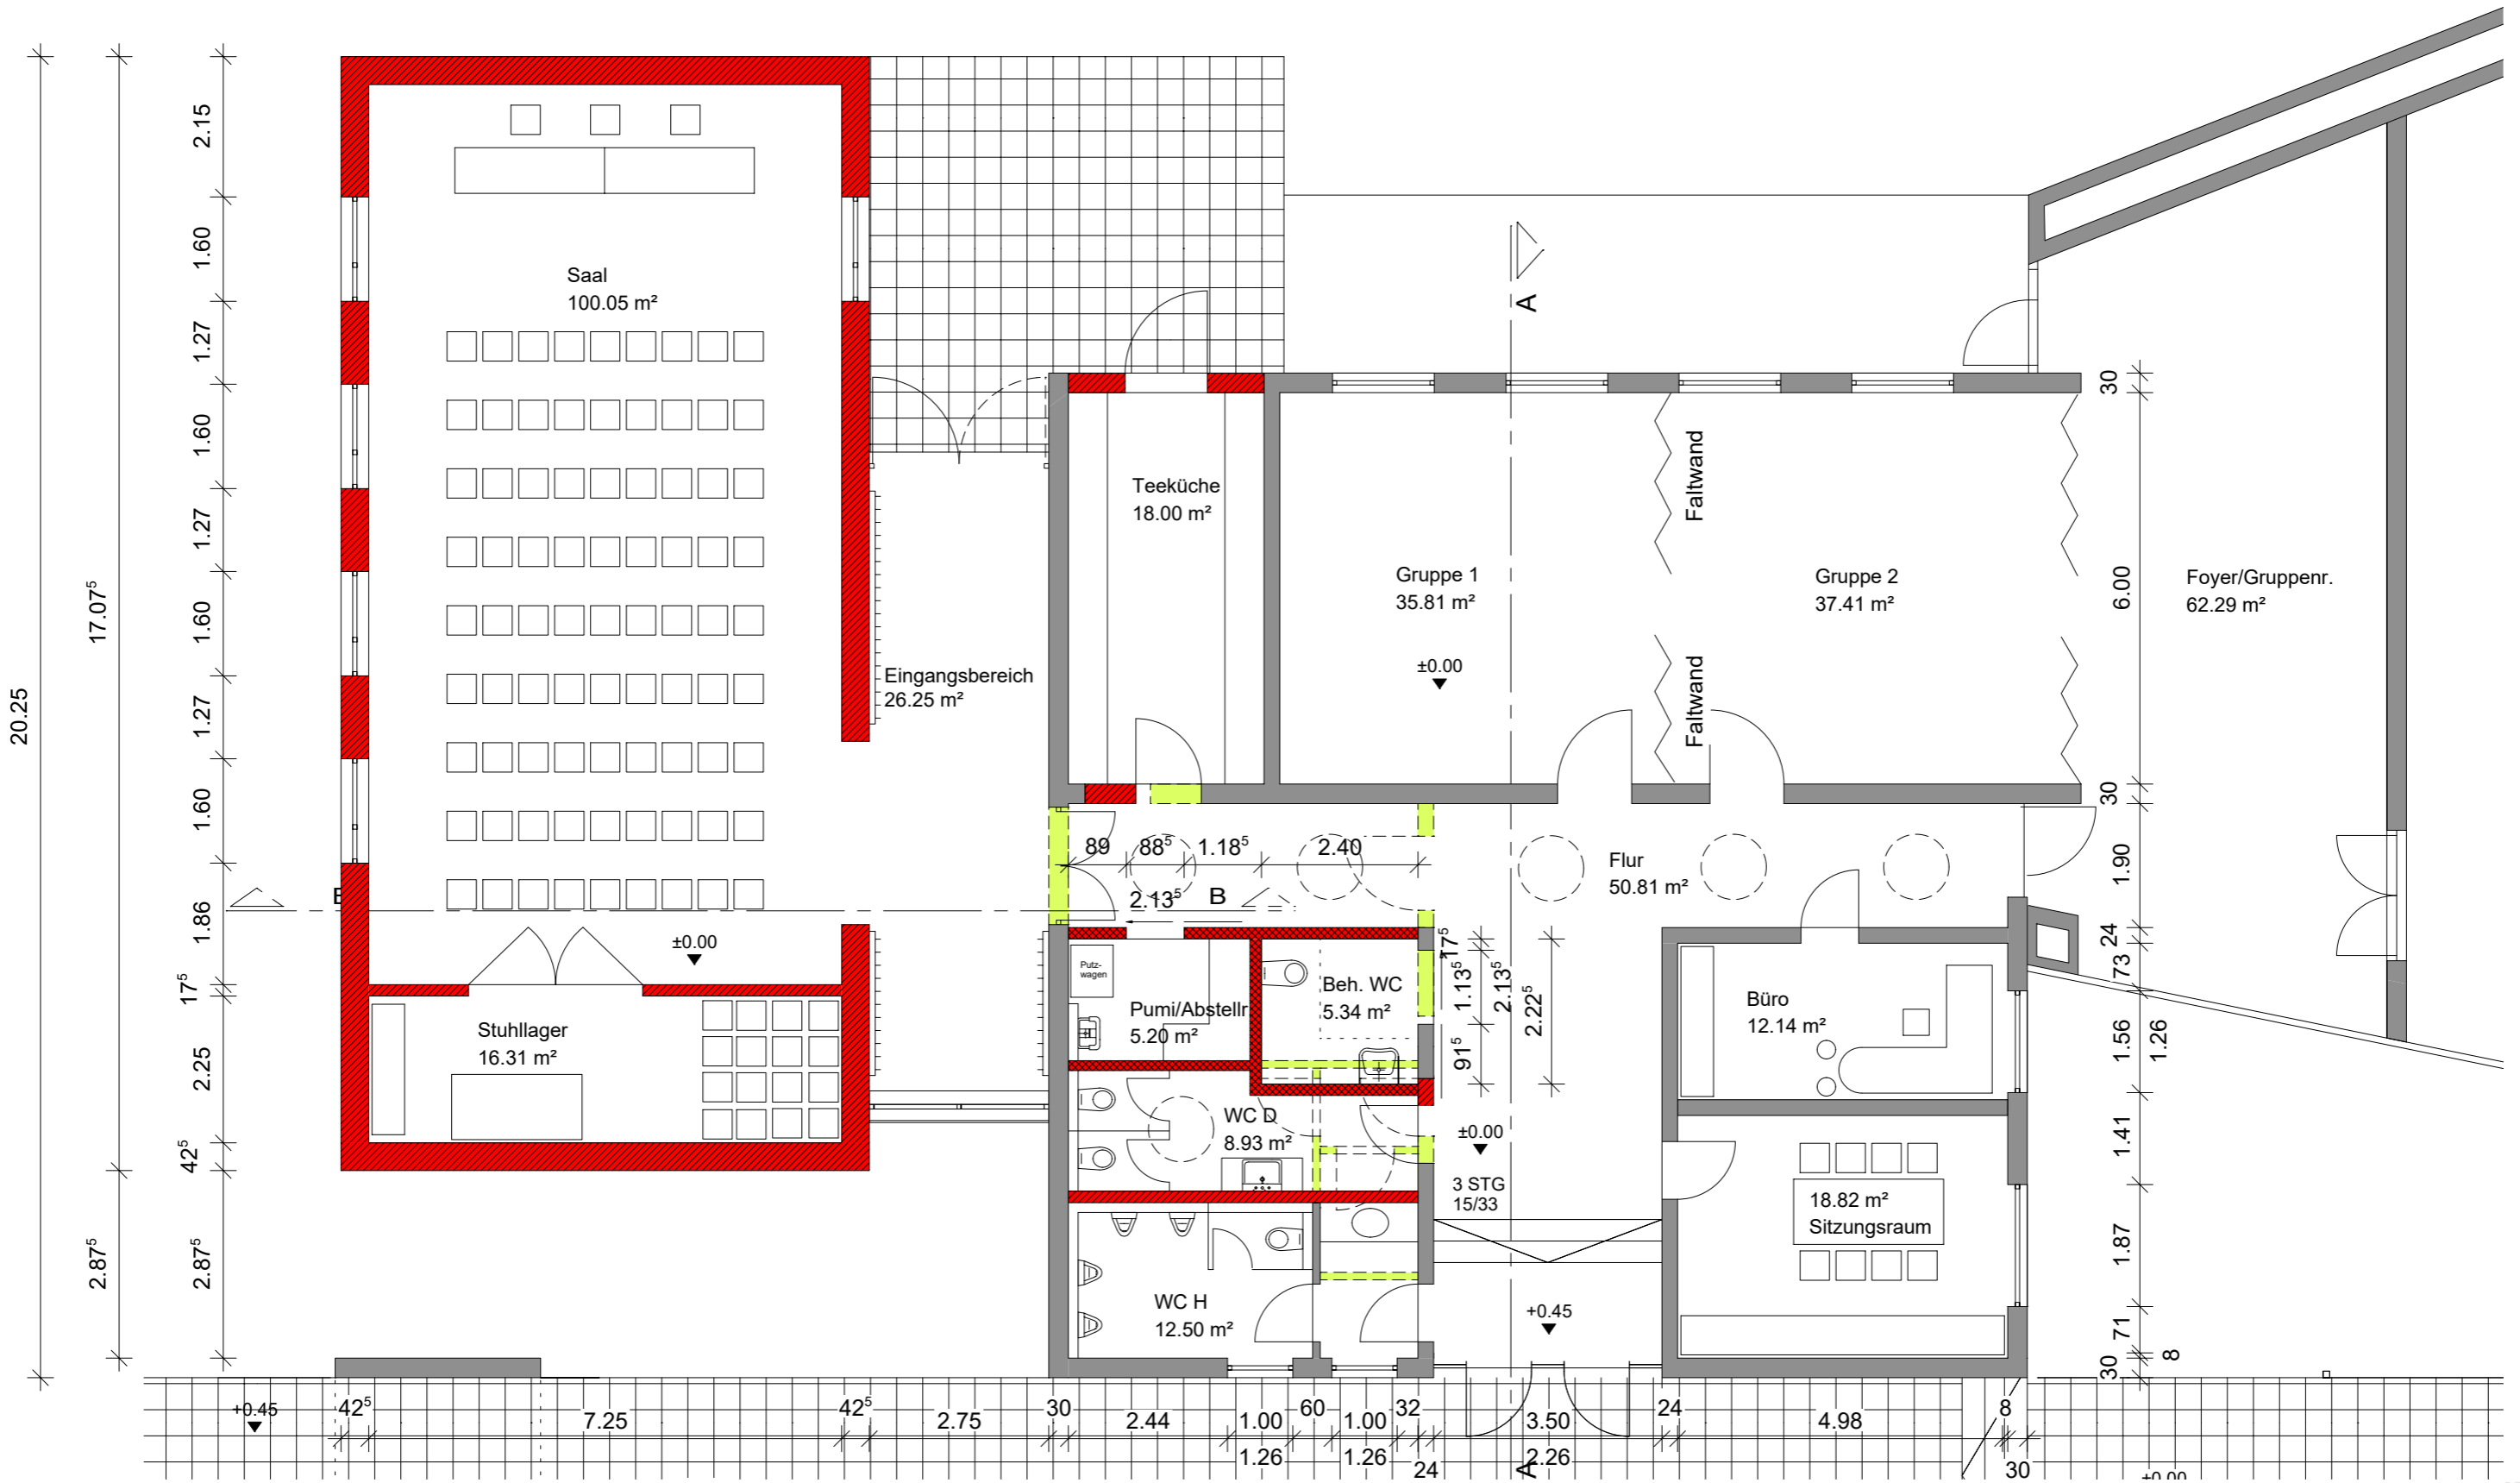 20.25
17.07⁵
2.87⁵
2.15
1.60
1.27
1.60
1.27
1.60
1.27
1.60
1.86
17⁵
2.25
42⁵
2.87⁵
Saal
100.05 m²
±0.00
Stuhllager
16.31 m²
Eingangsbereich
26.25 m²
Teeküche
18.00 m²
A
Gruppe 1
35.81 m²
±0.00
Faltwand
Faltwand
Gruppe 2
37.41 m²
Foyer/Gruppenr.
62.29 m²
30
6.00
30
1.90
24
73
1.56
1.26
1.41
1.87
71
8
30
89
88⁵
1.18⁵
2.40
2.13⁵
B
Flur
50.81 m²
Putz-
wagen
Pumi/Abstellr.
5.20 m²
Beh. WC
5.34 m²
17⁵
1.13⁵
2.13⁵
2.22⁵
91⁵
WC D
8.93 m²
±0.00
3 STG
15/33
WC H
12.50 m²
+0.45
Büro
12.14 m²
18.82 m²
Sitzungsraum
+0.45
42⁵
7.25
42⁵
2.75
30
2.44
1.00
1.26
60
1.00
1.26
32
24
3.50
2.26
A
24
4.98
8
30
±0.00